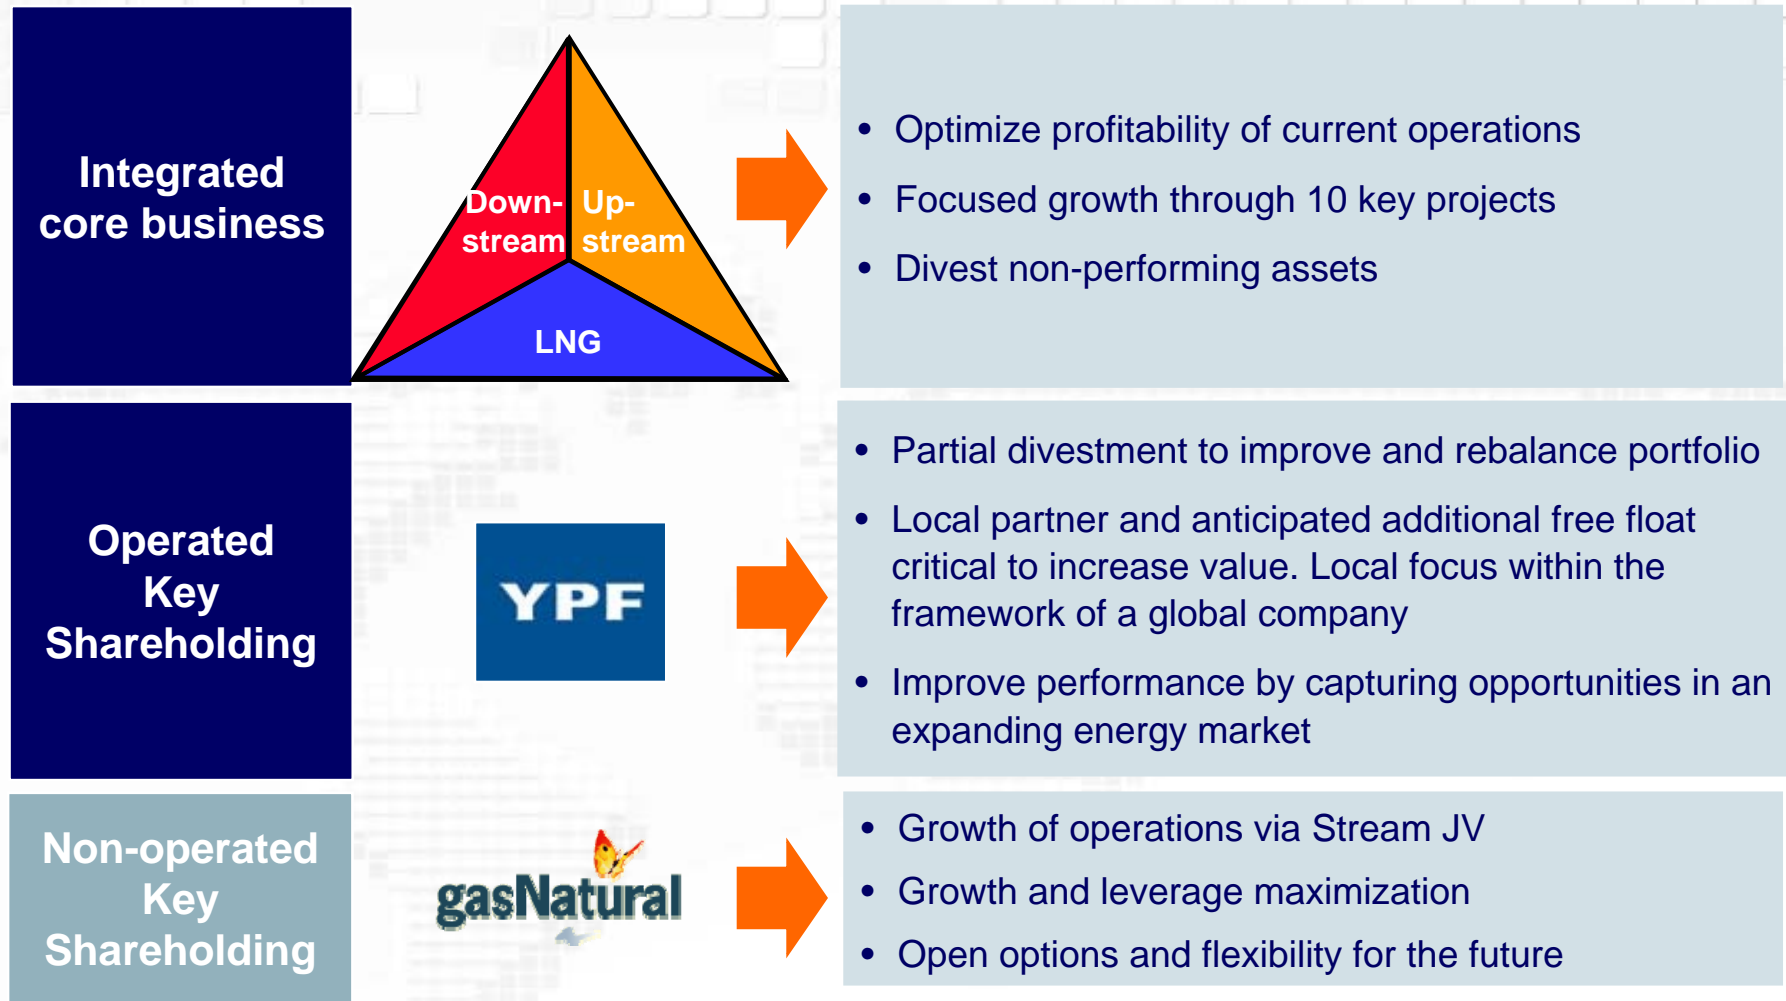 Integrated
core business
Down-
stream
Up-
stream
LNG
• Optimize profitability of current operations
• Focused growth through 10 key projects
• Divest non-performing assets
Operated
Key
Shareholding
YPF
• Partial divestment to improve and rebalance portfolio
• Local partner and anticipated additional free float
critical to increase value. Local focus within the
framework of a global company
• Improve performance by capturing opportunities in an
expanding energy market
Non-operated
Key
Shareholding
gasNatural
• Growth of operations via Stream JV
• Growth and leverage maximization
• Open options and flexibility for the future